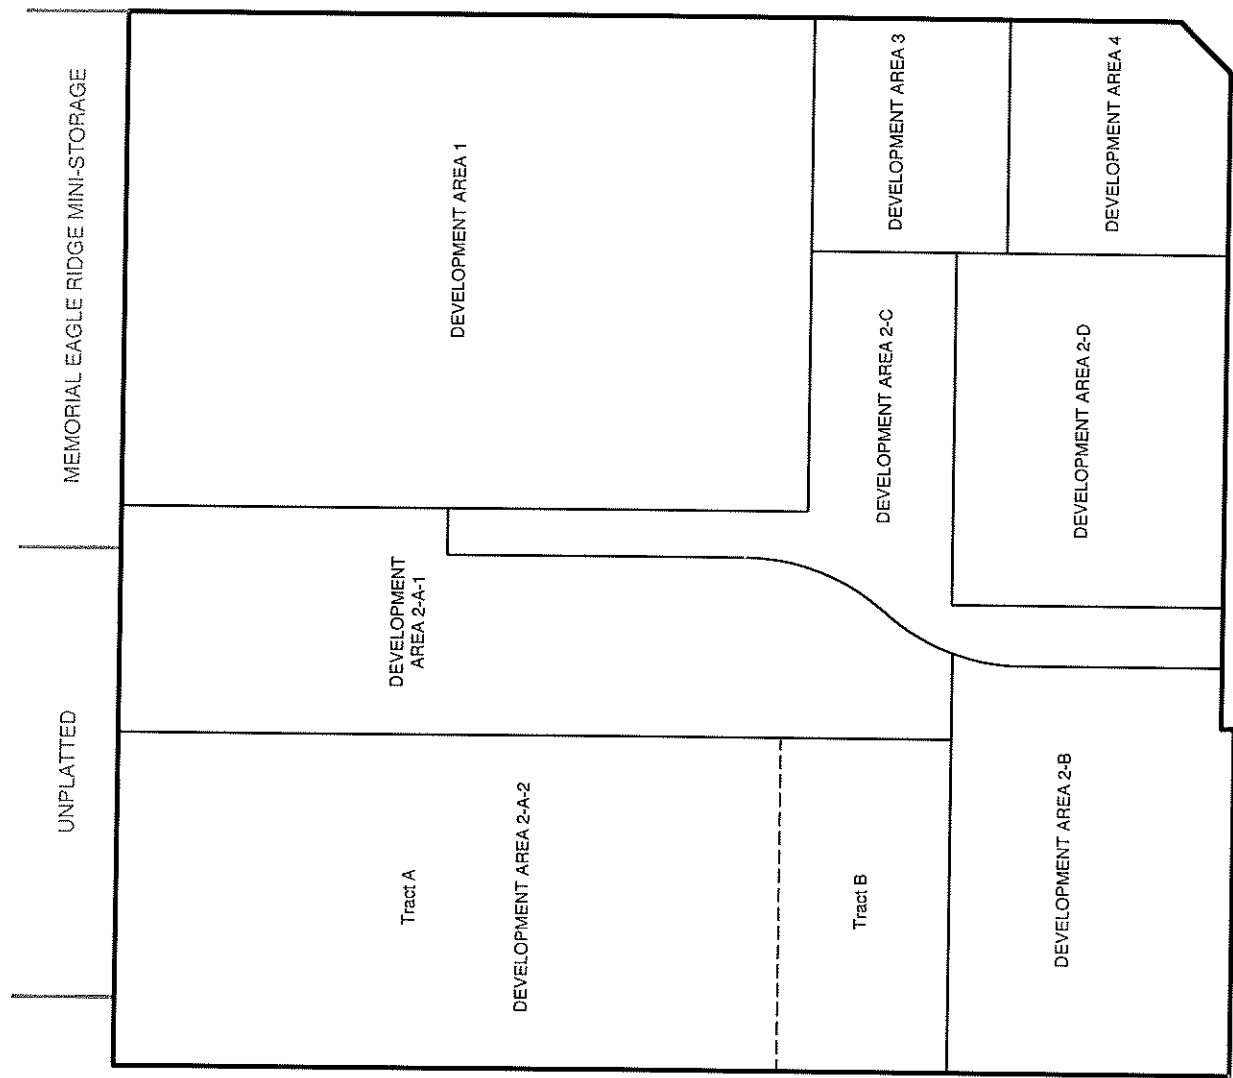 MEMORIAL EAGLE RIDGE MINI-STORAGE
UNPLATTED
DEVELOPMENT AREA 1
DEVELOPMENT AREA 3
DEVELOPMENT AREA 4
DEVELOPMENT
AREA 2-A-1
DEVELOPMENT AREA 2-C
DEVELOPMENT AREA 2-D
Tract A
DEVELOPMENT AREA 2-A-2
Tract B
DEVELOPMENT AREA 2-B